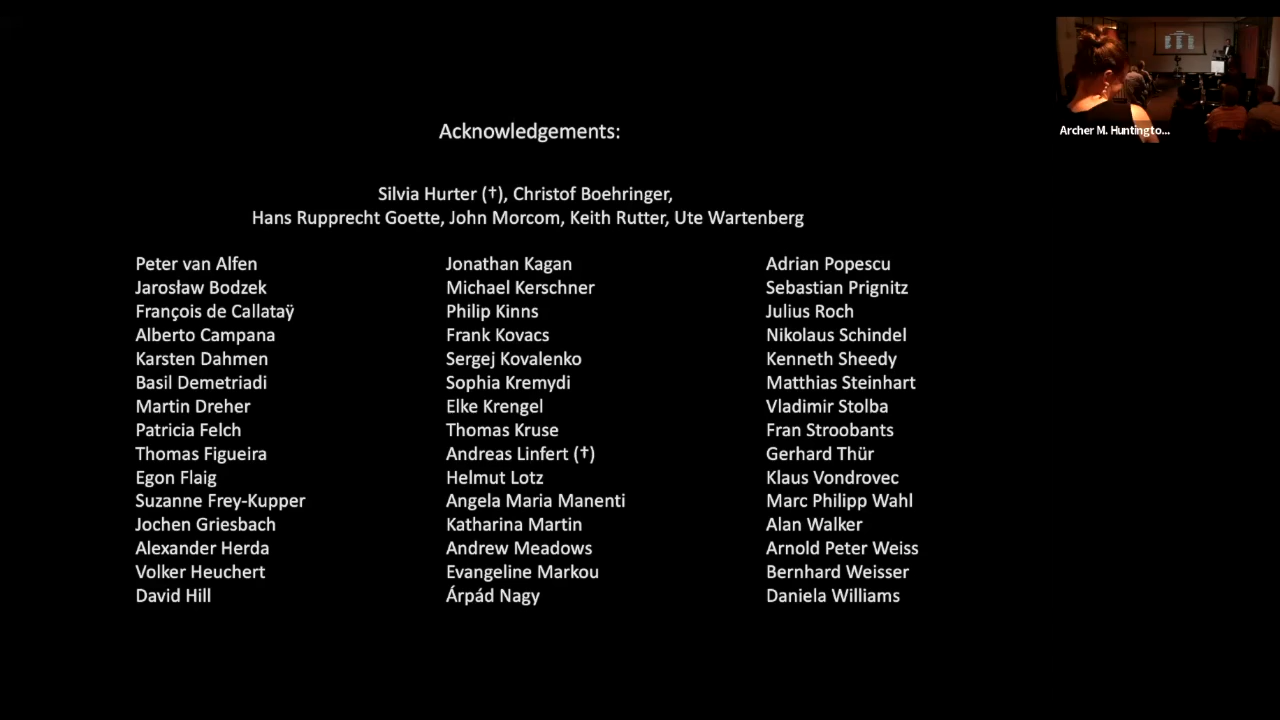 Acknowledgements:
Silvia Hurter (†), Christof Boehringer,
Hans Rupprecht Goette, John Morcom, Keith Rutter, Ute Wartenberg
Peter van Alfen
Jarosław Bodzek
François de Callataÿ
Alberto Campana
Karsten Dahmen
Basil Demetriadi
Martin Dreher
Patricia Felch
Thomas Figueira
Egon Flaig
Suzanne Frey-Kupper
Jochen Griesbach
Alexander Herda
Volker Heuchert
David Hill
Jonathan Kagan
Michael Kerschner
Philip Kinns
Frank Kovacs
Sergej Kovalenko
Sophia Kremydi
Elke Krengel
Thomas Kruse
Andreas Linfert (†)
Helmut Lotz
Angela Maria Manenti
Katharina Martin
Andrew Meadows
Evangeline Markou
Árpád Nagy
Adrian Popescu
Sebastian Prignitz
Julius Roch
Nikolaus Schindel
Kenneth Sheedy
Matthias Steinhart
Vladimir Stolba
Fran Stroobants
Gerhard Thür
Klaus Vondrovec
Marc Philipp Wahl
Alan Walker
Arnold Peter Weiss
Bernhard Weisser
Daniela Williams
Archer M. Huntingto...